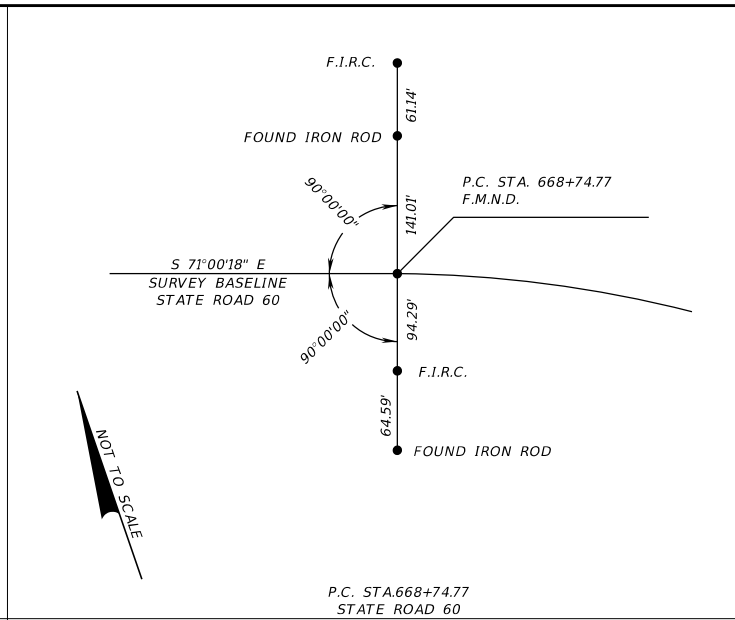 F.I.R.C.
61.14'
FOUND IRON ROD
90°00'00"
141.01'
P.C. STA. 668+74.77
F.M.N.D.
S 71°00'18" E
SURVEY BASELINE
STATE ROAD 60
90°00'00"
94.29'
F.I.R.C.
64.59'
FOUND IRON ROD
NOT TO SCALE
P.C. STA.668+74.77
STATE ROAD 60